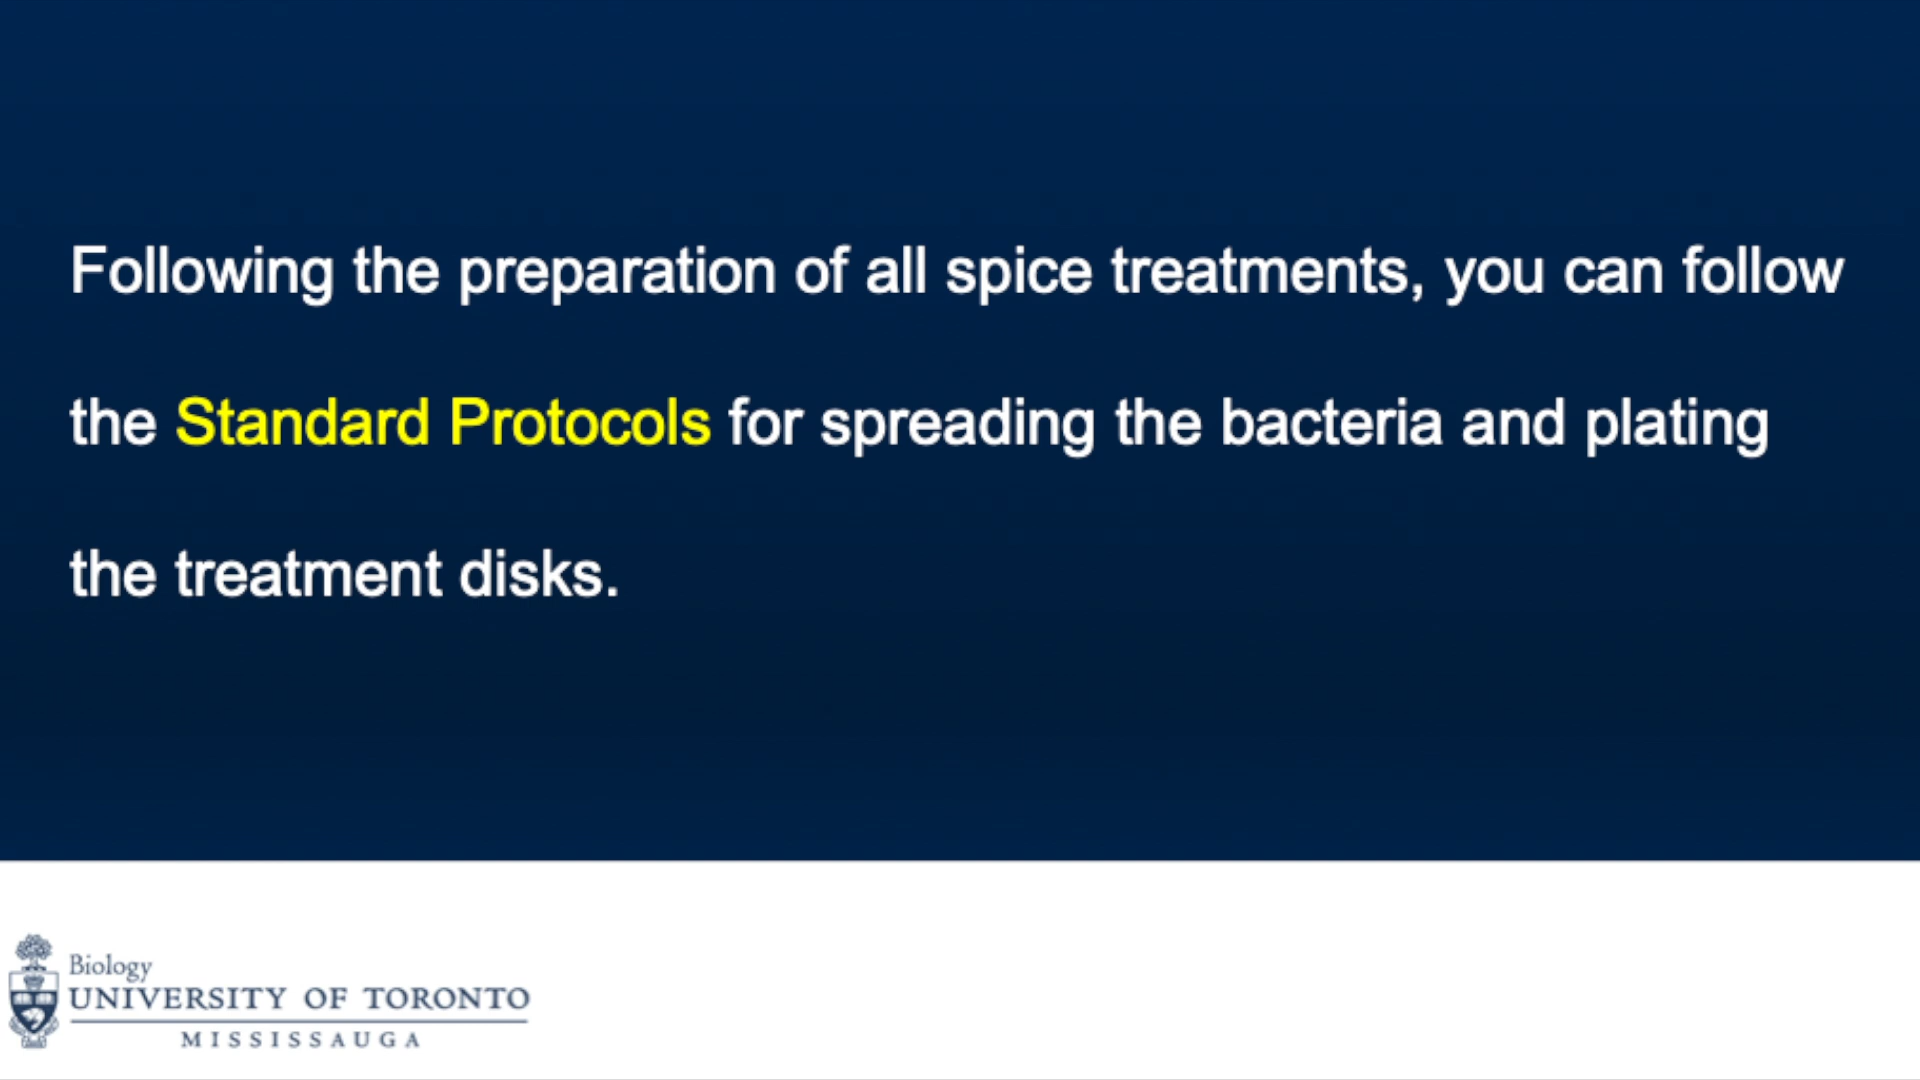 Following the preparation of all spice treatments, you can follow
the Standard Protocols for spreading the bacteria and plating
the treatment disks.
Biology
UNIVERSITY OF TORONTO
MISSISSAUGA